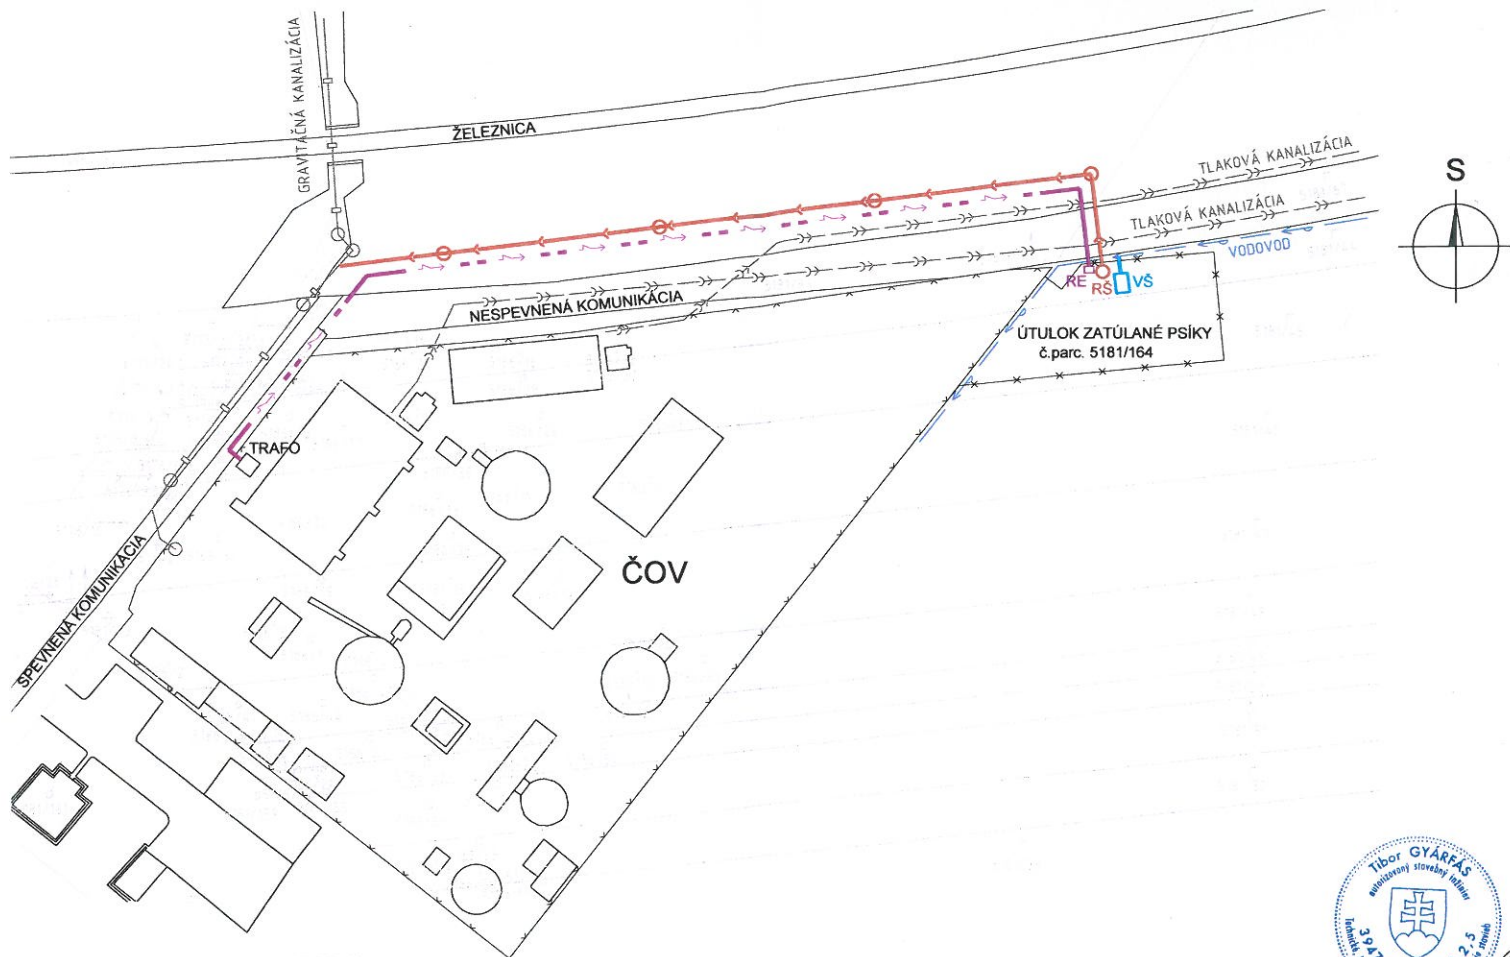 GRAVITAČNÁ KANALIZÁCIA
ŽELEZNICA
TLAKOVÁ KANALIZÁCIA
S
TLAKOVÁ KANALIZÁCIA
VODOVOD
RE
RŠ
VŠ
NESPEVNENÁ KOMUNIKÁCIA
ÚTULOK ZATÚLANÉ PSÍKY
č.parc. 5181/164
TRAFO
ČOV
SPEVNENÁ KOMUNIKÁCIA
Tibor GYÁRFÁS
autorizovaný stavebný inžinier